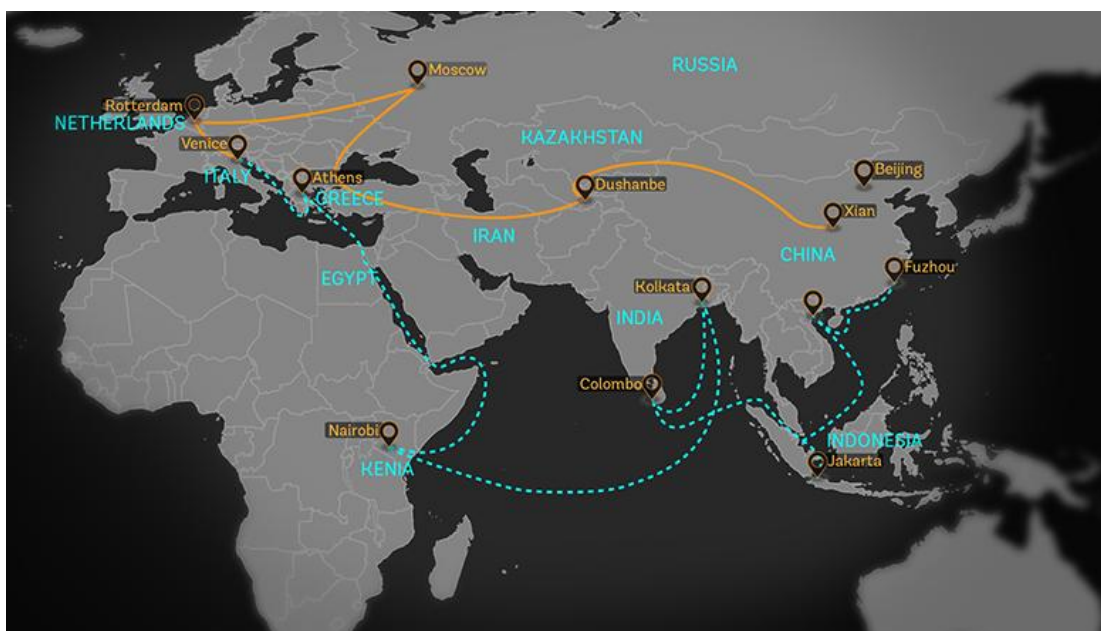 Moscow
RUSSIA
Rotterdam
NETHERLANDS
KAZAKHSTAN
Venice
ITALY
Athens
GREECE
Beijing
Dushanbe
Xian
IRAN
CHINA
EGYPT
Fuzhou
Kolkata
INDIA
Colombo
Nairobi
INDONESIA
KENIA
Jakarta